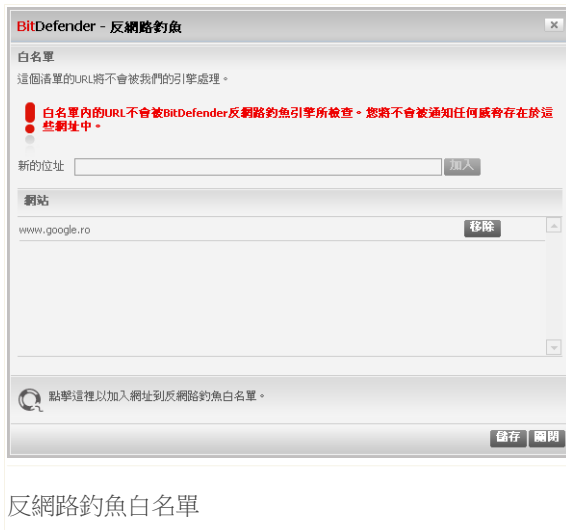 BitDefender - 反網路釣魚
白名單
這個清單的URL將不會被我們的引擎處理。
白名單內的URL不會被BitDefender反網路釣魚引擎所檢查。您將不會被通知任何威脅存在於這
些網址中。
新的位址 加入
網站
www.google.ro 移除
點擊這裡以加入網址到反網路釣魚白名單。
儲存 關閉
反網路釣魚白名單